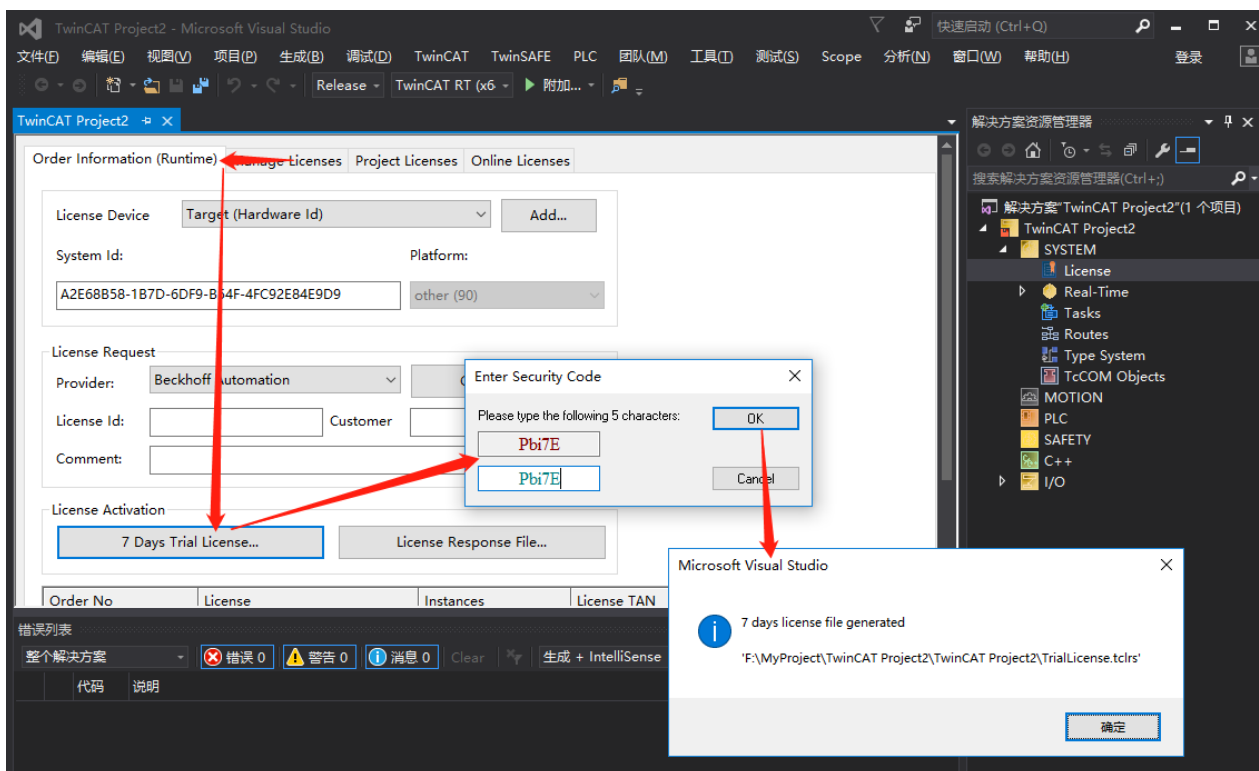 TwinCAT Project2 - Microsoft Visual Studio
快速启动 (Ctrl+Q)
文件(F) 编辑(E) 视图(V) 项目(P) 生成(B) 调试(D) TwinCAT TwinSAFE PLC 团队(M) 工具(T) 测试(S) Scope 分析(N) 窗口(W) 帮助(H) 登录
Release TwinCAT RT (x6 附加...
TwinCAT Project2
Order Information (Runtime) Manage Licenses Project Licenses Online Licenses
License Device Target (Hardware Id) Add...
System Id: Platform:
A2E68B58-1B7D-6DF9-B54F-4FC92E84E9D9 other (90)
License Request
Provider: Beckhoff Automation
License Id: Customer
Comment:
License Activation
7 Days Trial License... License Response File...
Order No License Instances License TAN
Enter Security Code
Please type the following 5 characters:
OK
Pbi7E
Pbi7E
Cancel
Microsoft Visual Studio
7 days license file generated
'F:\MyProject\TwinCAT Project2\TwinCAT Project2\TrialLicense.tclrs'
确定
错误列表
整个解决方案 错误 0 警告 0 消息 0 Clear 生成 + IntelliSense
代码 说明
解决方案资源管理器
搜索解决方案资源管理器(Ctrl+;)
解决方案"TwinCAT Project2"(1 个项目)
TwinCAT Project2
SYSTEM
License
Real-Time
Tasks
Routes
Type System
TcCOM Objects
MOTION
PLC
SAFETY
C++
I/O